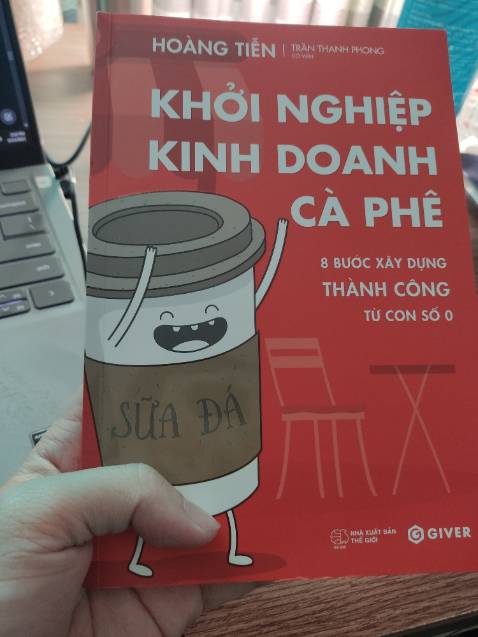 HOÀNG TIỄN | TRẦN THANH PHONG
CỐ VẤN
KHỞI NGHIỆP
KINH DOANH
CÀ PHÊ
8 BƯỚC XÂY DỰNG
THÀNH CÔNG
TỪ CON SỐ 0
SỮA ĐÁ
NHÀ XUẤT BẢN
THẾ GIỚI
GIVER